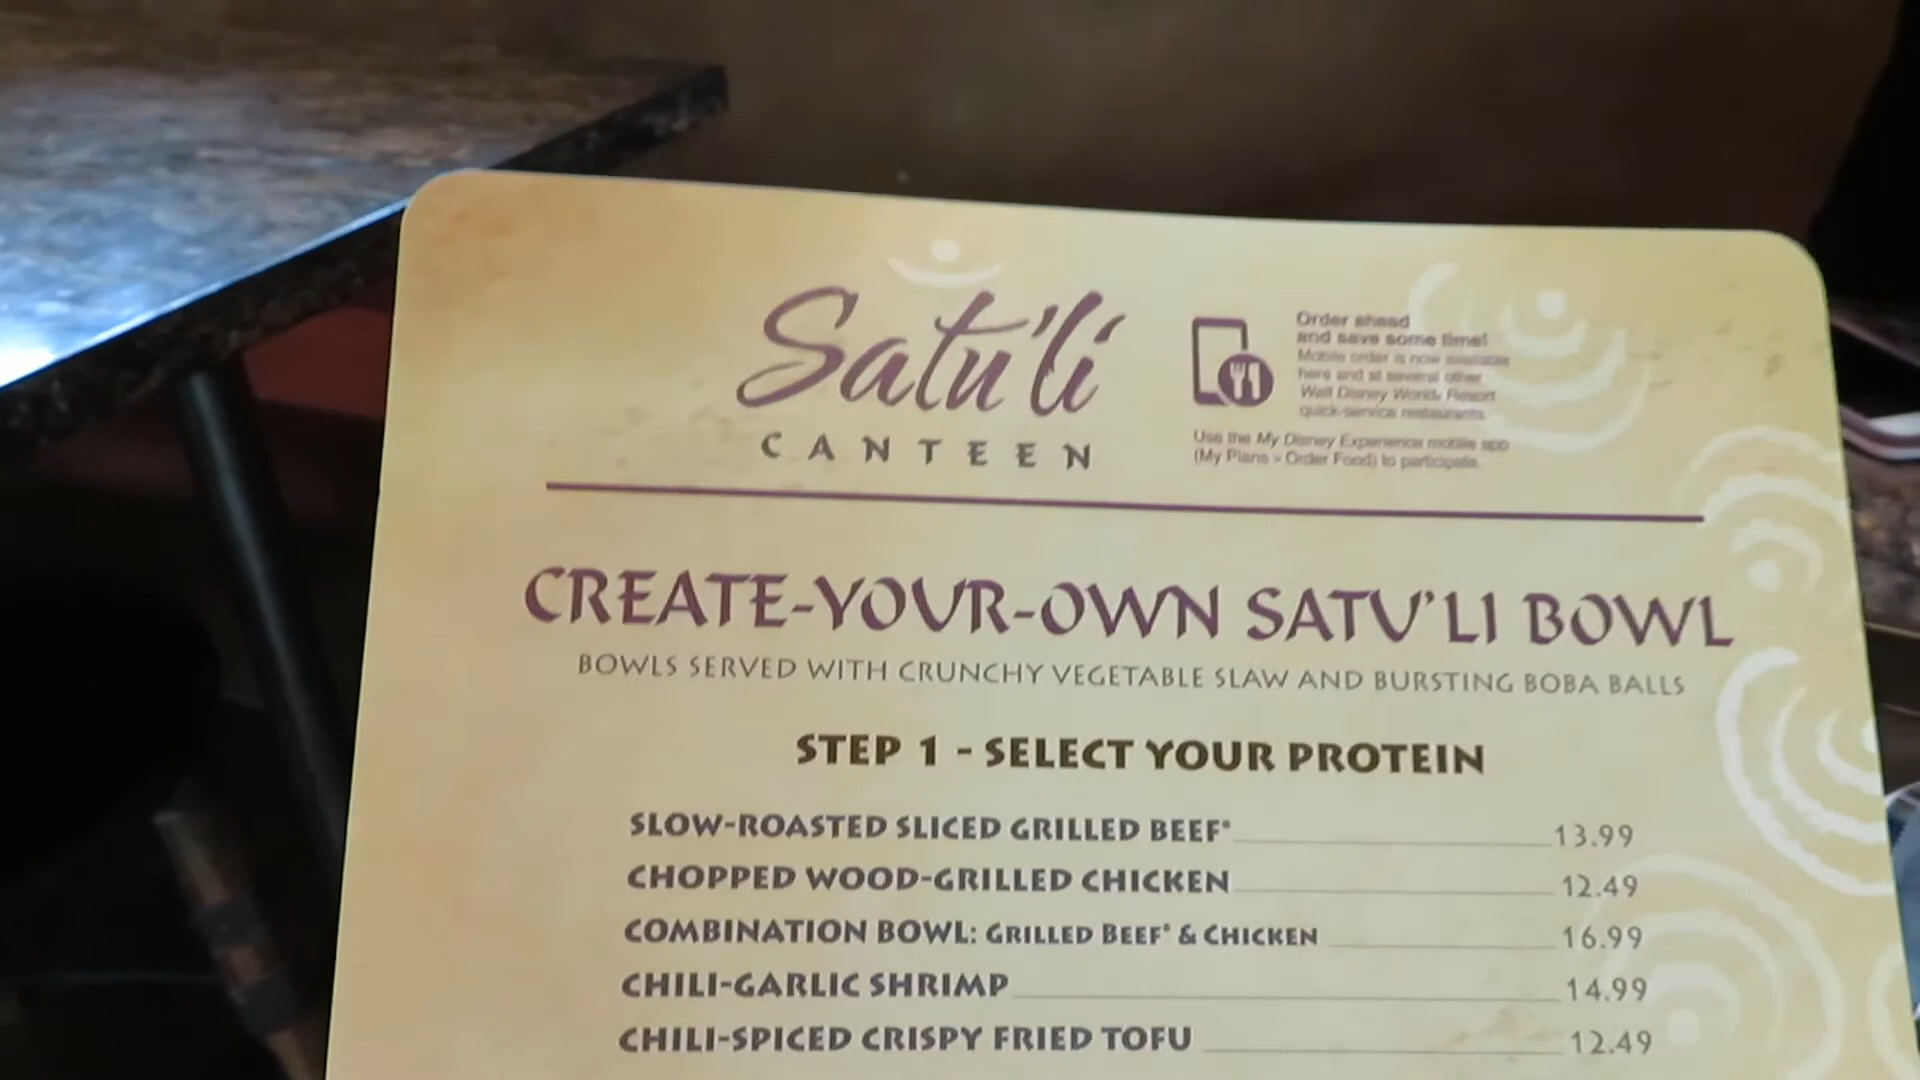 Satu'li
CANTEEN
Order ahead
and save some time!
Mobile order is now available
here and at several other
Walt Disney World® Resort
quick-service restaurants.
Use the My Disney Experience mobile app
(My Plans > Order Food) to participate.
CREATE-YOUR-OWN SATU'LI BOWL
BOWLS SERVED WITH CRUNCHY VEGETABLE SLAW AND BURSTING BOBA BALLS
STEP 1 - SELECT YOUR PROTEIN
SLOW-ROASTED SLICED GRILLED BEEF* 13.99
CHOPPED WOOD-GRILLED CHICKEN 12.49
COMBINATION BOWL: GRILLED BEEF* & CHICKEN 16.99
CHILI-GARLIC SHRIMP 14.99
CHILI-SPICED CRISPY FRIED TOFU 12.49